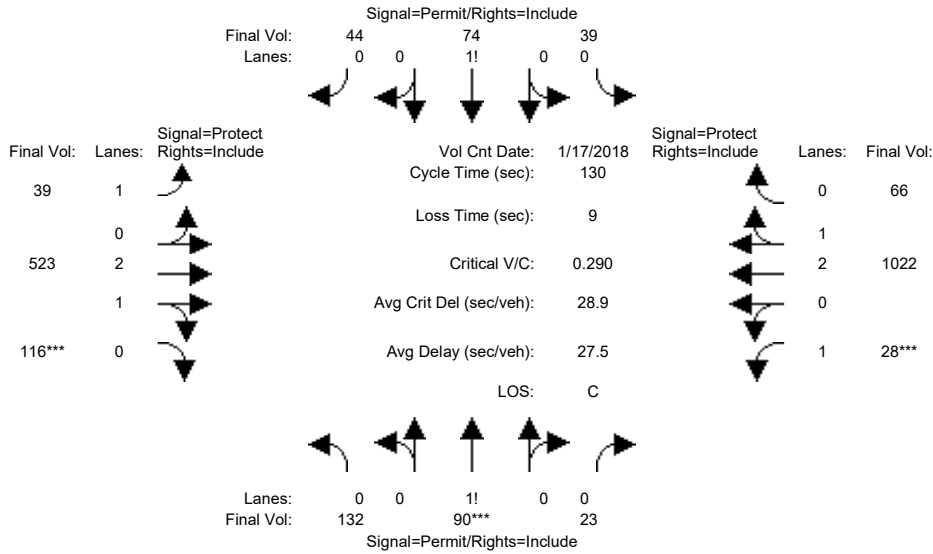 Signal=Permit/Rights=Include
Final Vol: 44 74 39
Lanes: 0 0 1! 0 0
Signal=Protect Signal=Protect
Final Vol: Lanes: Rights=Include Vol Cnt Date: 1/17/2018 Rights=Include Lanes: Final Vol:
Cycle Time (sec): 130
39 1 0 66
Loss Time (sec): 9
0 1
523 2 Critical V/C: 0.290 2 1022
1 Avg Crit Del (sec/veh): 28.9 0
116*** 0 Avg Delay (sec/veh): 27.5 1 28***
LOS: C
Lanes: 0 0 1! 0 0
Final Vol: 132 90*** 23
Signal=Permit/Rights=Include